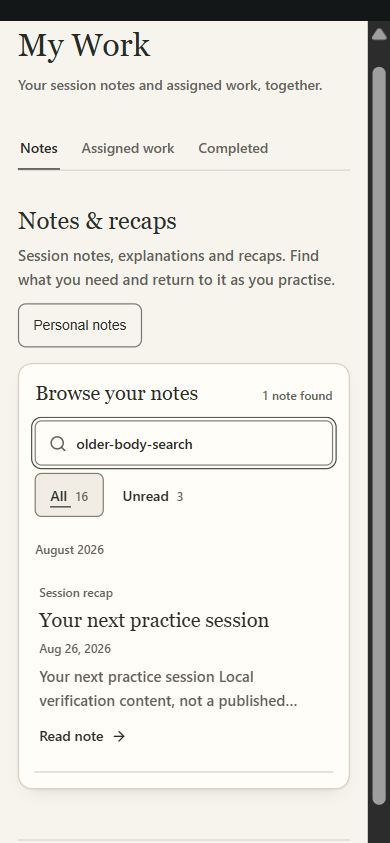 My Work
Your session notes and assigned work, together.
Notes Assigned work Completed
Notes & recaps
Session notes, explanations and recaps. Find
what you need and return to it as you practise.
Personal notes
Browse your notes 1 note found
older-body-search
All 16 Unread 3
August 2026
Session recap
Your next practice session
Aug 26, 2026
Your next practice session Local
verification content, not a published...
Read note →